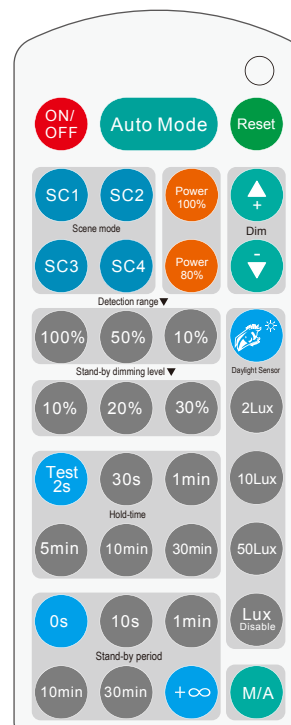 ON/
OFF
Auto Mode
Reset
SC1
SC2
Power
100%
+
Scene mode
Dim
SC3
SC4
Power
80%
-
Detection range▼
100%
50%
10%
Stand-by dimming level▼
Daylight Sensor
10%
20%
30%
2Lux
Test
2s
30s
1min
10Lux
Hold-time
5min
10min
30min
50Lux
0s
10s
1min
Lux
Disable
Stand-by period
10min
30min
+∞
M/A